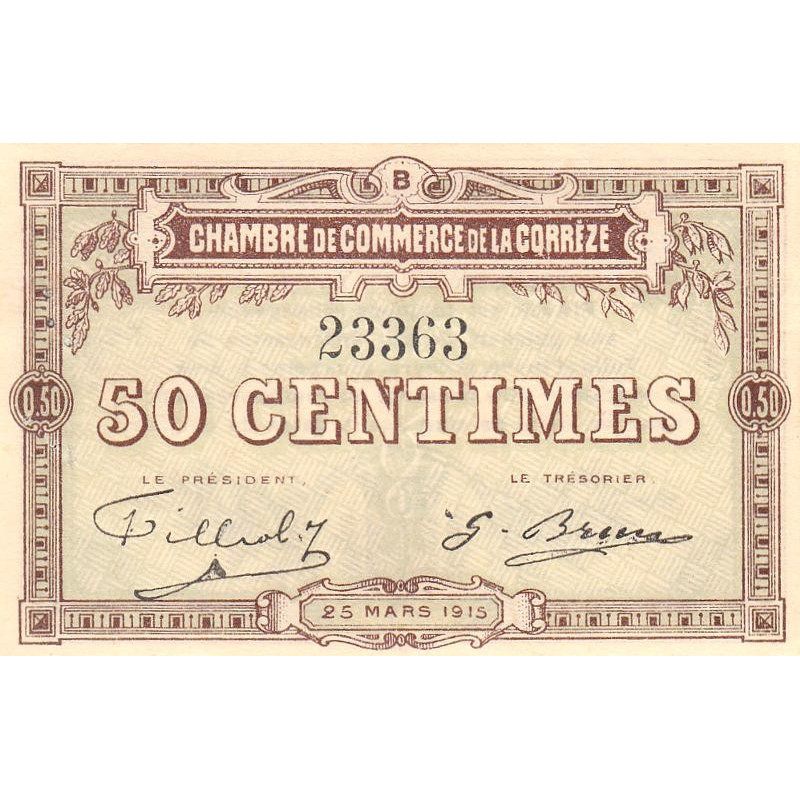 B
CHAMBRE DE COMMERCE DE LA CORRÈZE
23363
50 CENTIMES
0.50 0.50
LE PRÉSIDENT, LE TRÉSORIER,
G. Brun
25 MARS 1915